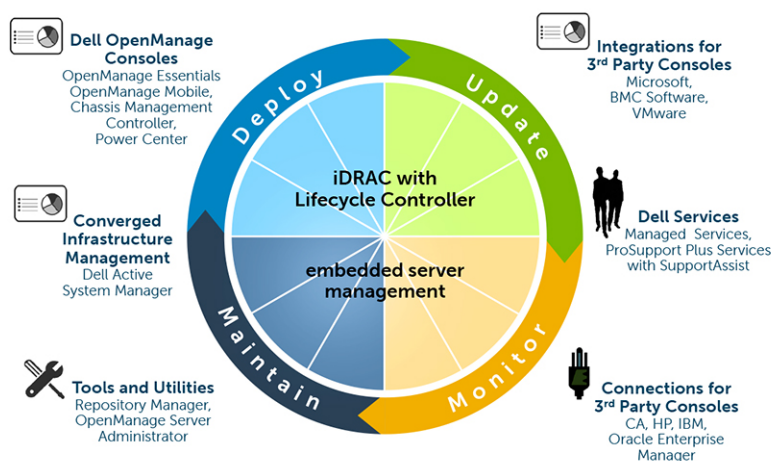 Dell OpenManage
Consoles
OpenManage Essentials
OpenManage Mobile,
Chassis Management
Controller,
Power Center
Integrations for
3rd Party Consoles
Microsoft,
BMC Software,
VMware
Deploy
Update
iDRAC with
Lifecycle Controller
embedded server
management
Converged
Infrastructure
Management
Dell Active
System Manager
Dell Services
Managed Services,
ProSupport Plus Services
with SupportAssist
Maintain
Monitor
Tools and Utilities
Repository Manager,
OpenManage Server
Administrator
Connections for
3rd Party Consoles
CA, HP, IBM,
Oracle Enterprise
Manager